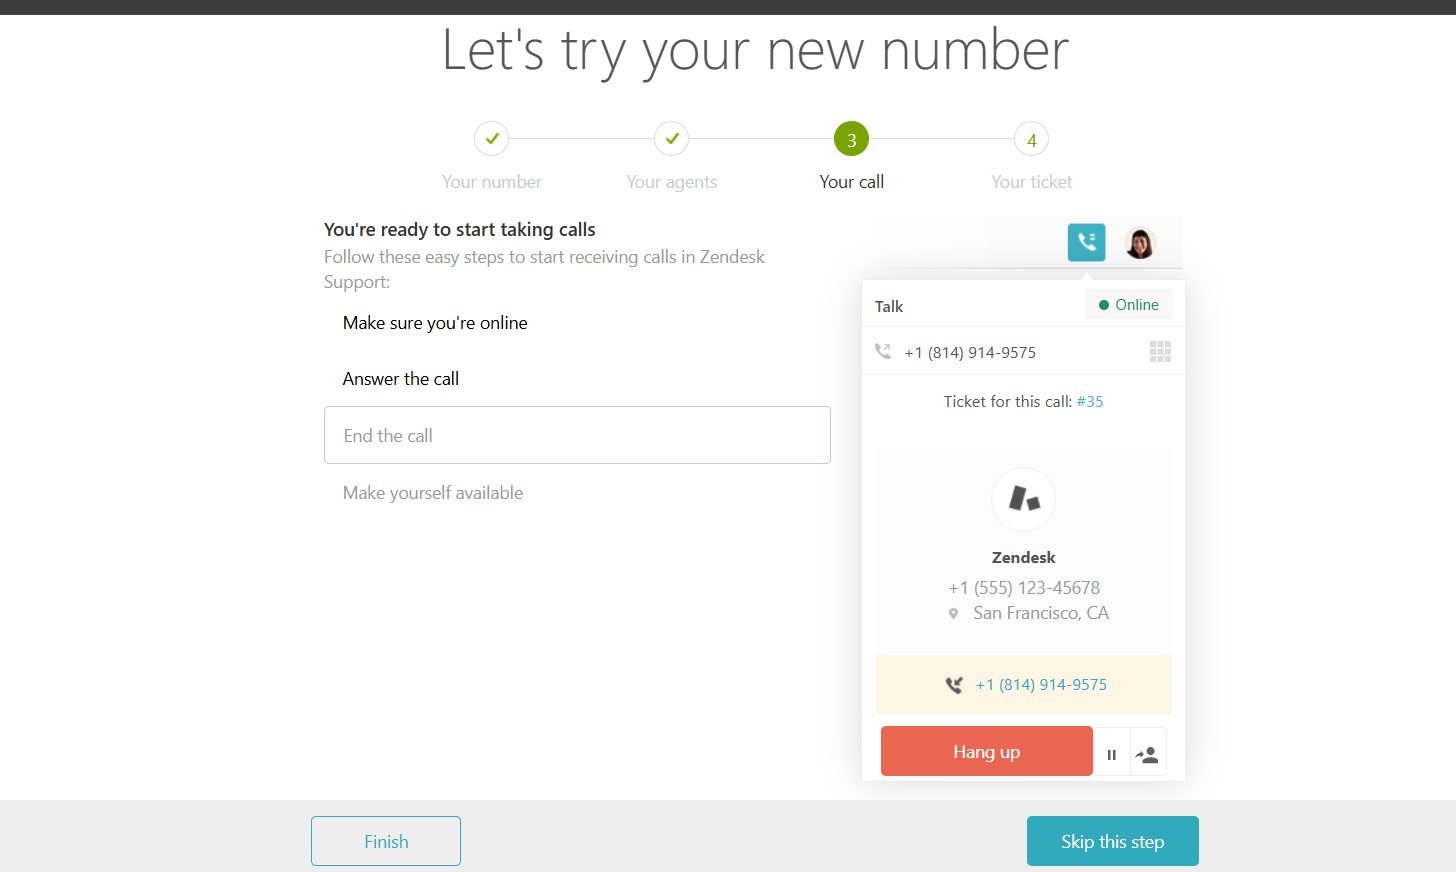 Let's try your new number
3
4
Your number
Your agents
Your call
Your ticket
You're ready to start taking calls
Follow these easy steps to start receiving calls in Zendesk
Support:
Make sure you're online
Answer the call
End the call
Make yourself available
Talk
Online
+1 (814) 914-9575
Ticket for this call: #35
Zendesk
+1 (555) 123-45678
San Francisco, CA
+1 (814) 914-9575
Hang up
Finish
Skip this step